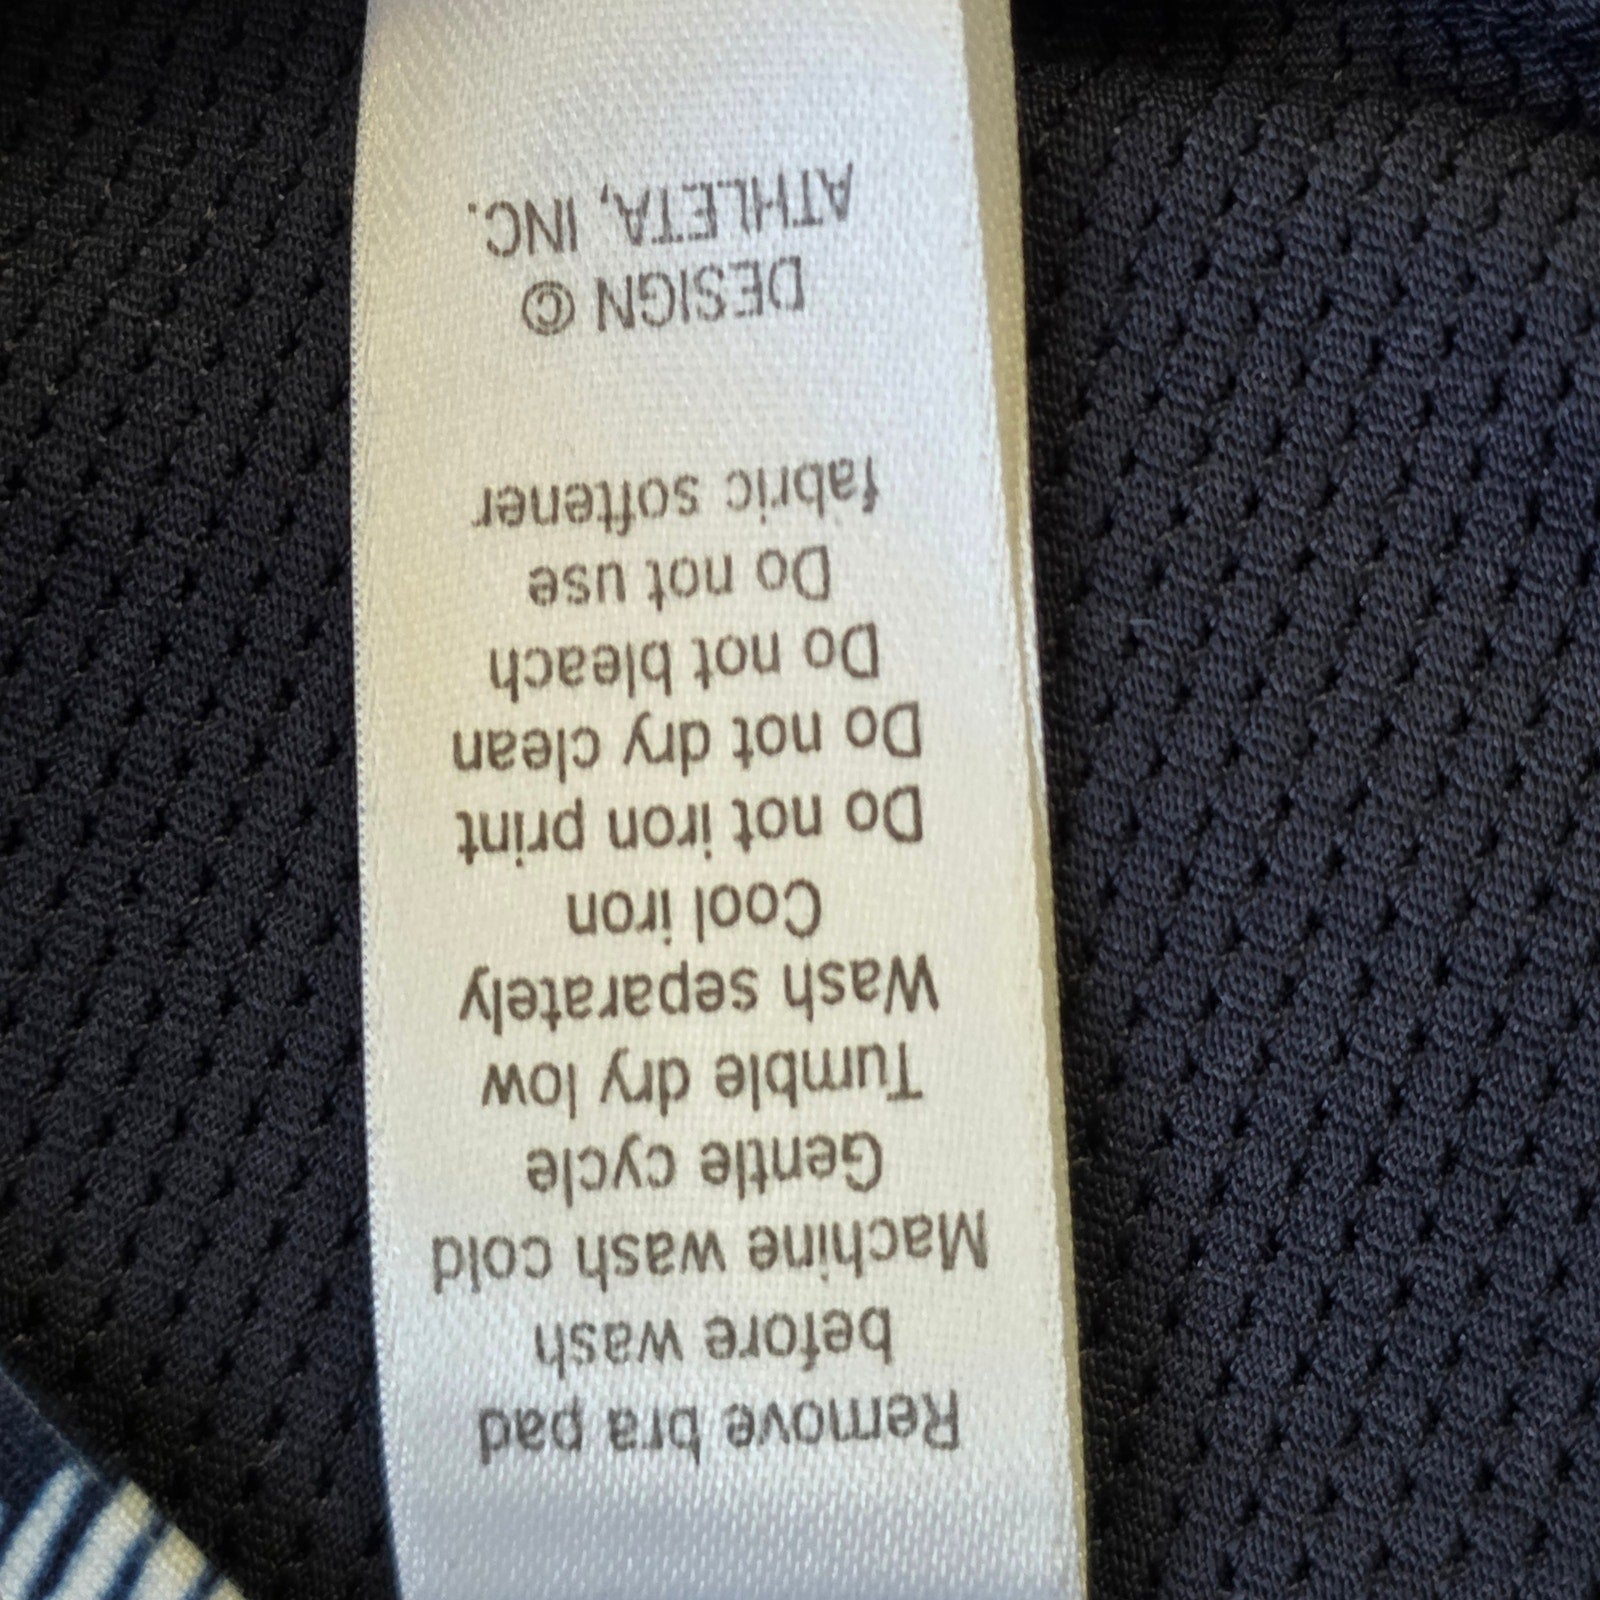 Remove bra pad
before wash
Machine wash cold
Gentle cycle
Tumble dry low
Wash separately
Cool iron
Do not iron print
Do not dry clean
Do not bleach
Do not use
fabric softener
DESIGN ©
ATHLETA, INC.